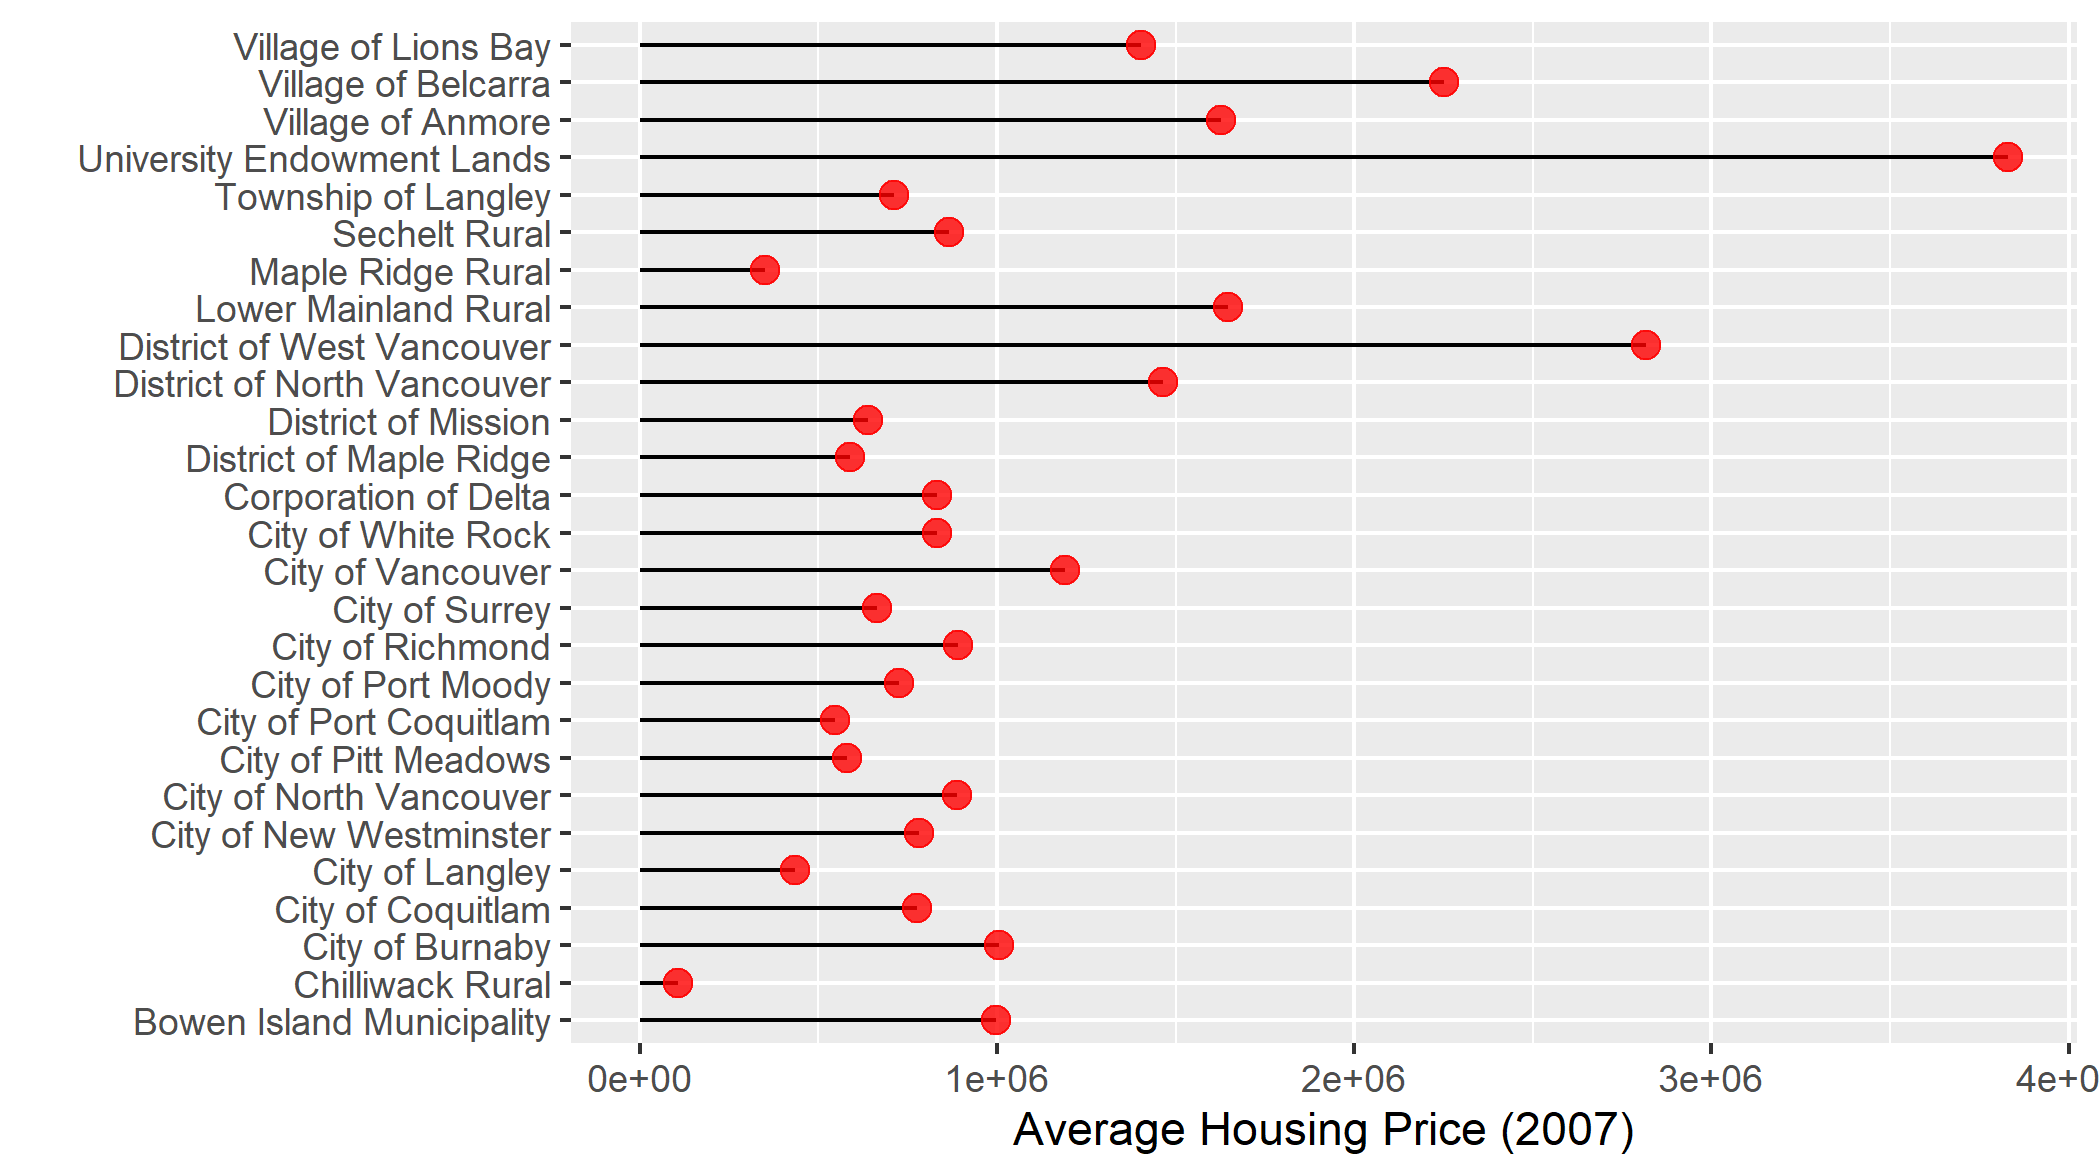 Village of Lions Bay
Village of Belcarra
Village of Anmore
University Endowment Lands
Township of Langley
Sechelt Rural
Maple Ridge Rural
Lower Mainland Rural
District of West Vancouver
District of North Vancouver
District of Mission
District of Maple Ridge
Corporation of Delta
City of White Rock
City of Vancouver
City of Surrey
City of Richmond
City of Port Moody
City of Port Coquitlam
City of Pitt Meadows
City of North Vancouver
City of New Westminster
City of Langley
City of Coquitlam
City of Burnaby
Chilliwack Rural
Bowen Island Municipality
0e+00 1e+06 2e+06 3e+06 4e+0
Average Housing Price (2007)